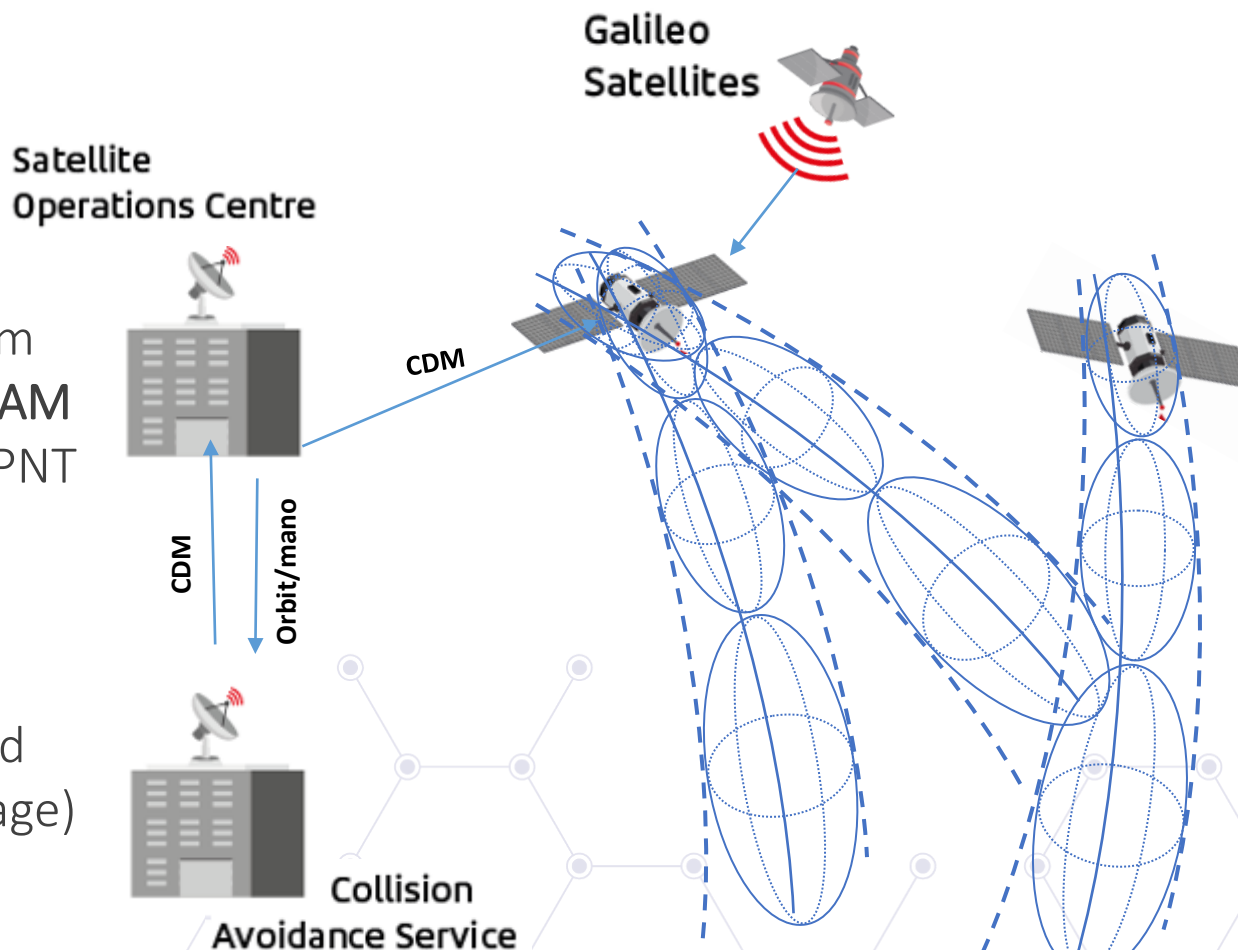 Galileo
Satellites
Satellite
Operations Centre
m
AM
PNT
CDM
CDM
Orbit/mano
d
age)
Collision
Avoidance Service